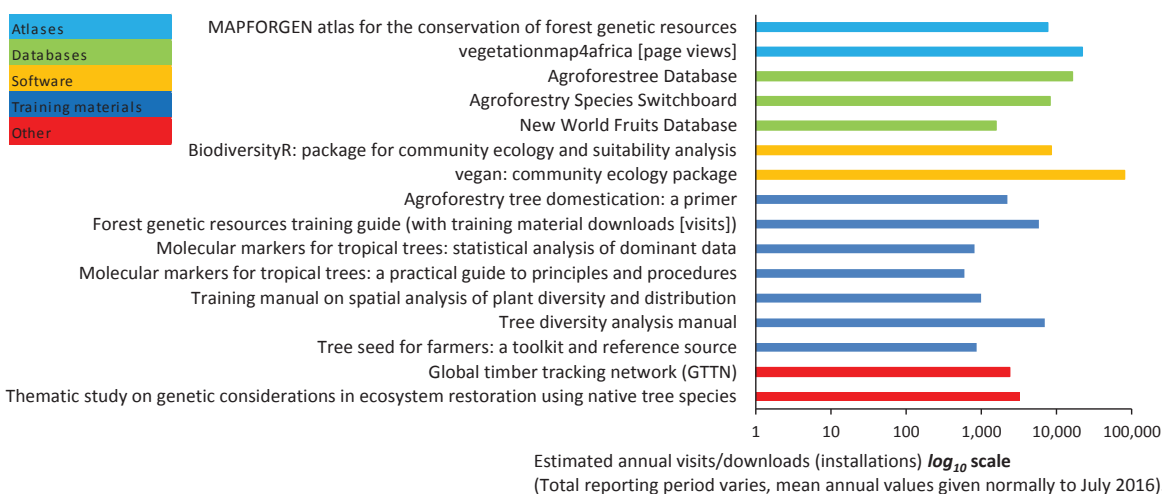 Atlases
Databases
Software
Training materials
Other
MAPFORGEN atlas for the conservation of forest genetic resources
vegetationmap4africa [page views]
Agroforestree Database
Agroforestry Species Switchboard
New World Fruits Database
BiodiversityR: package for community ecology and suitability analysis
vegan: community ecology package
Agroforestry tree domestication: a primer
Forest genetic resources training guide (with training material downloads [visits])
Molecular markers for tropical trees: statistical analysis of dominant data
Molecular markers for tropical trees: a practical guide to principles and procedures
Training manual on spatial analysis of plant diversity and distribution
Tree diversity analysis manual
Tree seed for farmers: a toolkit and reference source
Global timber tracking network (GTTN)
Thematic study on genetic considerations in ecosystem restoration using native tree species
1 10 100 1,000 10,000 100,000
Estimated annual visits/downloads (installations) log10 scale
(Total reporting period varies, mean annual values given normally to July 2016)